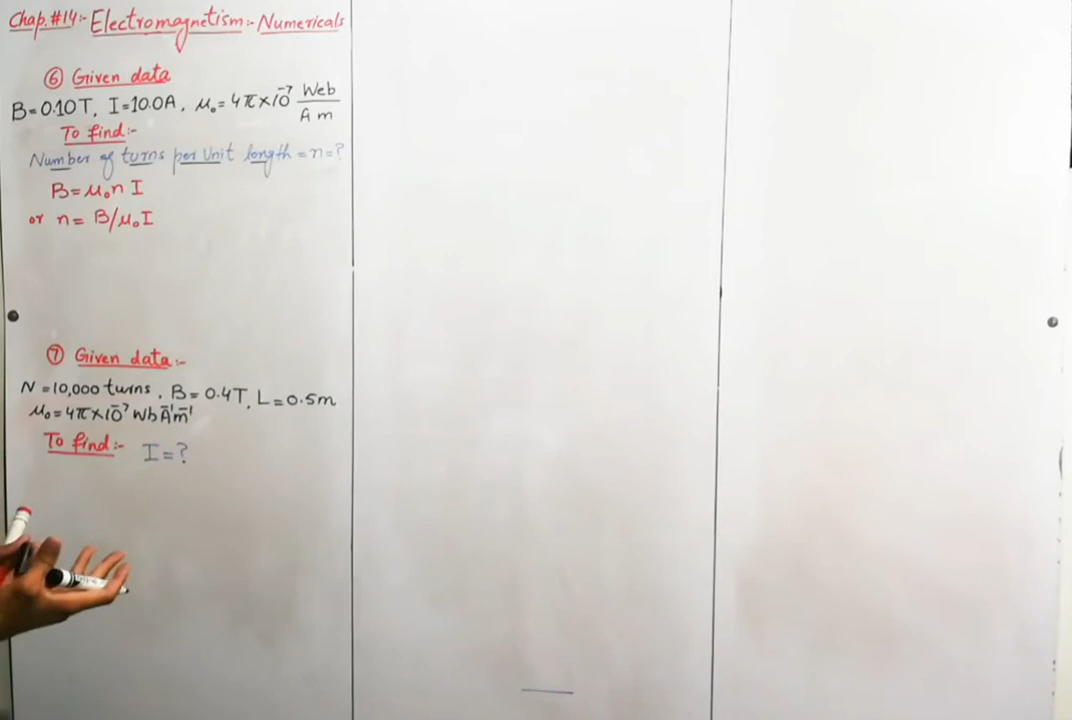 Chap.#14:- Electromagnetism:- Numericals
⑥ Given data
B=0.10T, I=10.0A, μ₀=4π×10⁻⁷ Web/A m
To find:-
Number of turns per Unit length = n=?
B=μ₀n I
or n= B/μ₀I
⑦ Given data:-
N =10,000 turns, B= 0.4T, L=0.5m
μ₀=4π×10⁻⁷ Wb A⁻¹m⁻¹
To find:- I=?